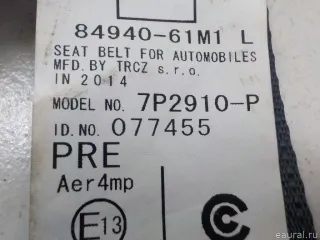 84940-61M1 L
SEAT BELT FOR AUTOMOBILES
MFD. BY TRCZ s.r.o.
IN 2014
MODEL NO. 7P2910-P
ID.NO. 077455
PRE
Aer4mp
E13
eural.ru